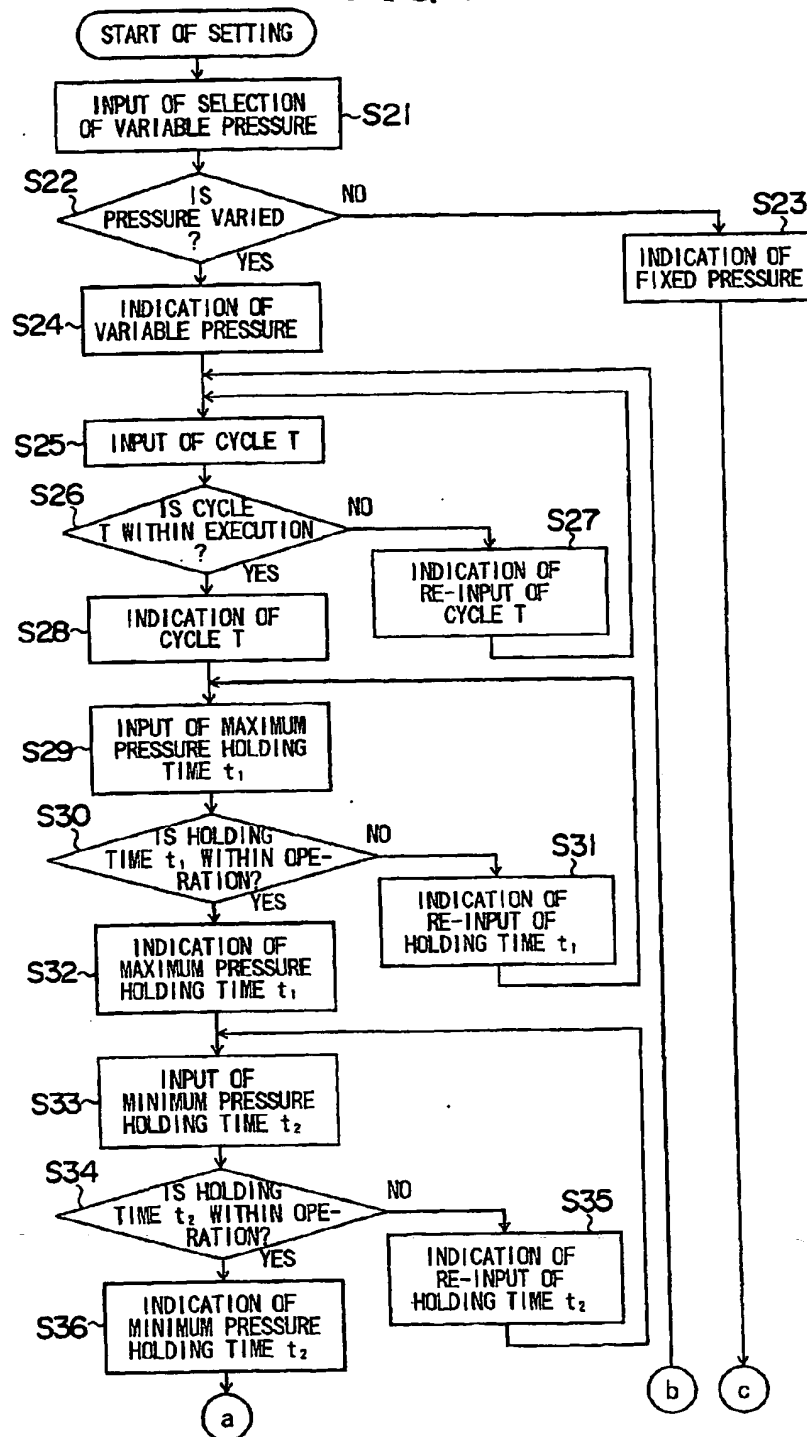 START OF SETTING
INPUT OF SELECTION
OF VARIABLE PRESSURE
S21
S22
IS
PRESSURE VARIED
?
NO
YES
S23
INDICATION OF
FIXED PRESSURE
S24
INDICATION OF
VARIABLE PRESSURE
S25
INPUT OF CYCLE T
S26
IS CYCLE
T WITHIN EXECUTION
?
NO
YES
S27
INDICATION OF
RE-INPUT OF
CYCLE T
S28
INDICATION OF
CYCLE T
S29
INPUT OF MAXIMUM
PRESSURE HOLDING
TIME t₁
S30
IS HOLDING
TIME t₁ WITHIN OPE-
RATION?
NO
YES
S31
INDICATION OF
RE-INPUT OF
HOLDING TIME t₁
S32
INDICATION OF
MAXIMUM PRESSURE
HOLDING TIME t₁
S33
INPUT OF
MINIMUM PRESSURE
HOLDING TIME t₂
S34
IS HOLDING
TIME t₂ WITHIN OPE-
RATION?
NO
YES
S35
INDICATION OF
RE-INPUT OF
HOLDING TIME t₂
S36
INDICATION OF
MINIMUM PRESSURE
HOLDING TIME t₂
a
b
c